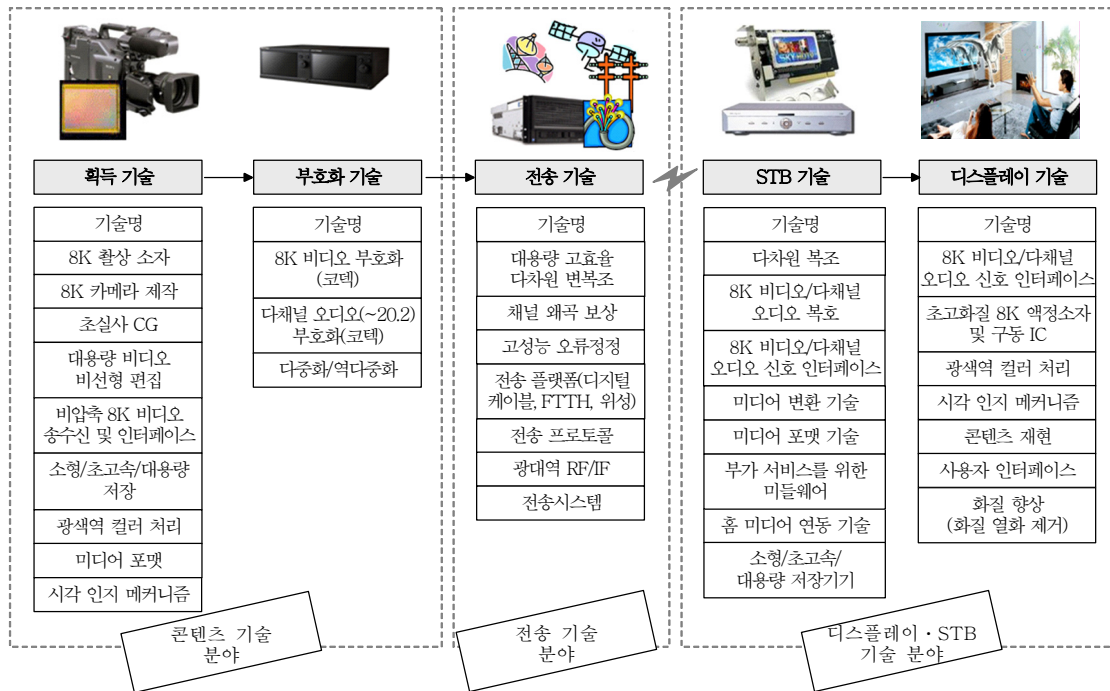 획득 기술
기술명
8K 촬상 소자
8K 카메라 제작
초실사 CG
대용량 비디오
비선형 편집
비압축 8K 비디오
송수신 및 인터페이스
소형/초고속/대용량
저장
광색역 컬러 처리
미디어 포맷
시각 인지 메커니즘
부호화 기술
기술명
8K 비디오 부호화
(코덱)
다채널 오디오(~20.2)
부호화(코덱)
다중화/역다중화
콘텐츠 기술
분야
전송 기술
기술명
대용량 고효율
다차원 변복조
채널 왜곡 보상
고성능 오류정정
전송 플랫폼(디지털
케이블, FTTH, 위성)
전송 프로토콜
광대역 RF/IF
전송시스템
전송 기술
분야
STB 기술
기술명
다차원 복조
8K 비디오/다채널
오디오 복호
8K 비디오/다채널
오디오 신호 인터페이스
미디어 변환 기술
미디어 포맷 기술
부가 서비스를 위한
미들웨어
홈 미디어 연동 기술
소형/초고속/
대용량 저장기기
디스플레이 기술
기술명
8K 비디오/다채널
오디오 신호 인터페이스
초고화질 8K 액정소자
및 구동 IC
광색역 컬러 처리
시각 인지 메커니즘
콘텐츠 재현
사용자 인터페이스
화질 향상
(화질 열화 제거)
디스플레이·STB
기술 분야